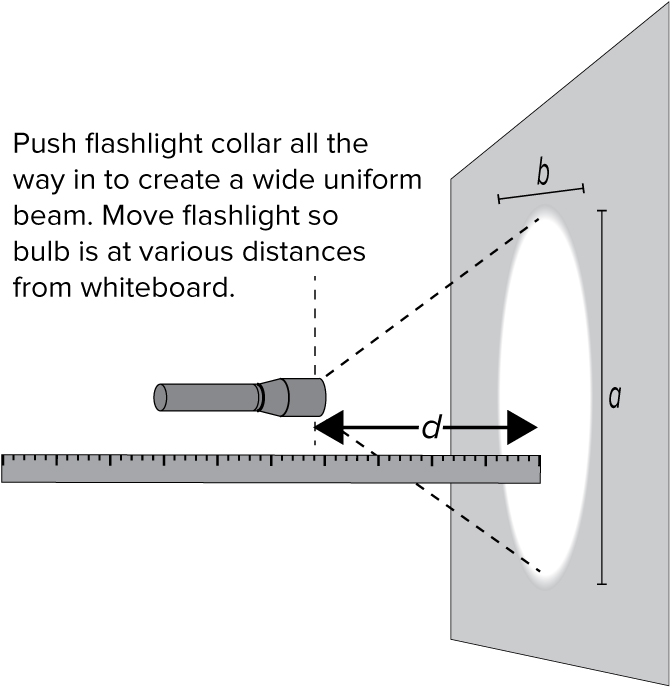 Push flashlight collar all the
way in to create a wide uniform
beam. Move flashlight so
bulb is at various distances
from whiteboard.
b
a
d